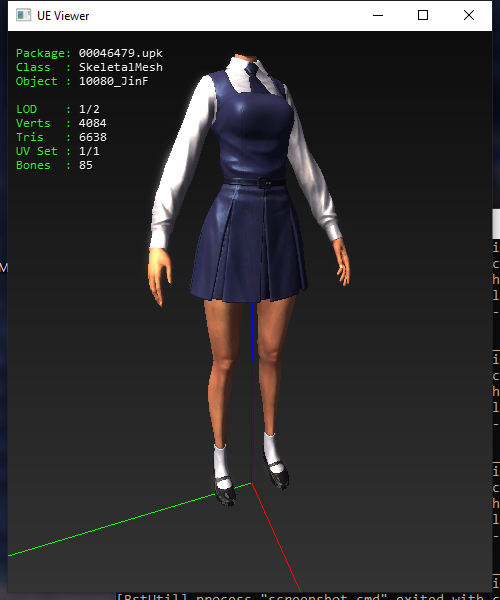 UE Viewer
Package: 00046479.upk
Class : SkeletalMesh
Object : 10080_JinF
LOD : 1/2
Verts : 4084
Tris : 6638
UV Set : 1/1
Bones : 85
M
i
c
h
l
-
i
c
h
l
-
i
c
h
l
-
i
[BstUtil] process "screenshot.cmd" exited with c